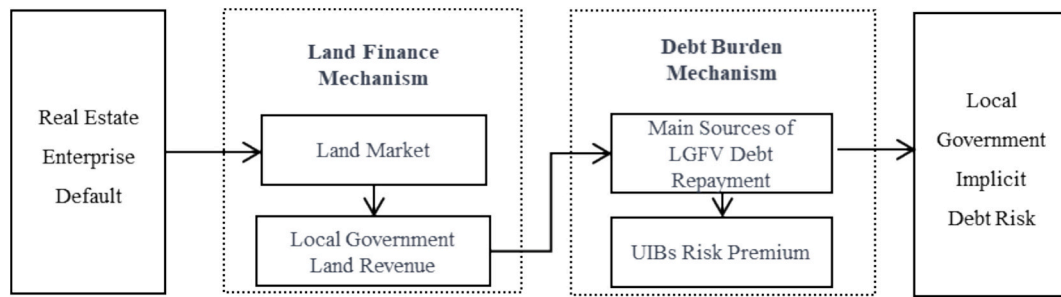 Real Estate
Enterprise
Default
Land Finance
Mechanism
Land Market
Local Government
Land Revenue
Debt Burden
Mechanism
Main Sources of
LGFV Debt
Repayment
UIBs Risk Premium
Local
Government
Implicit
Debt Risk